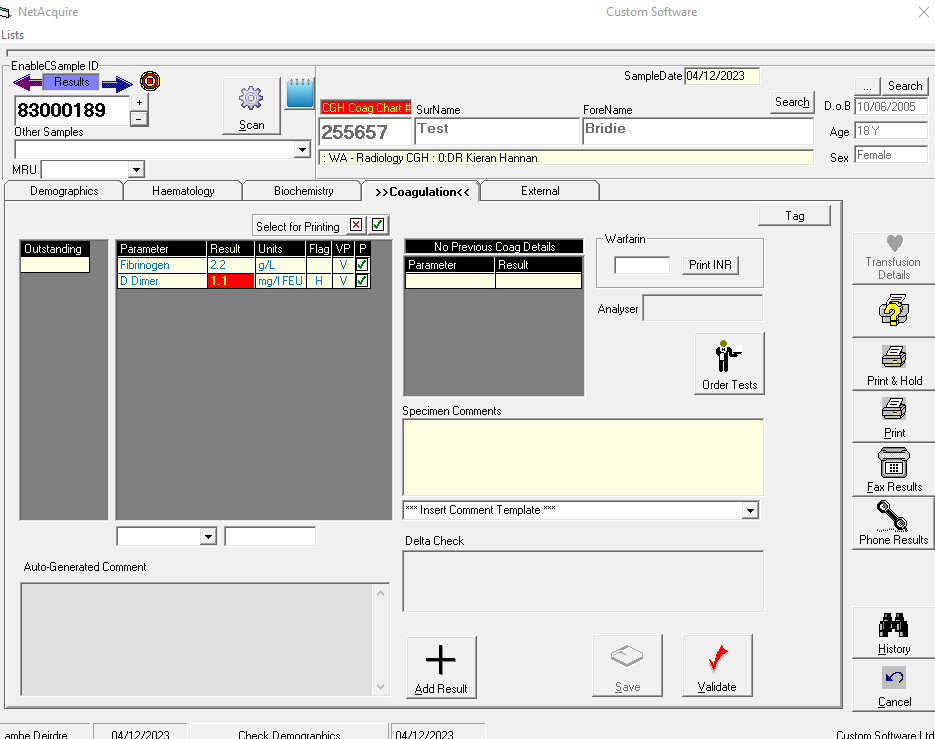 NetAcquire
Custom Software
Lists
EnableCSample ID
Results
83000189
+
-
Scan
Other Samples
MRU
SampleDate 04/12/2023
CGH Coag Chart #
SurName
ForeName
Search
255657
Test
Bridie
: WA - Radiology CGH : 0:DR Kieran Hannan
... Search
D.o.B 10/06/2005
Age 18 Y
Sex Female
Demographics
Haematology
Biochemistry
>>Coagulation<<
External
Select for Printing
Tag
Outstanding
Parameter Result Units Flag VP P
Fibrinogen 2.2 g/L V
D Dimer 1.1 mg/l FEU H V
No Previous Coag Details
Parameter Result
Warfarin
Print INR
Analyser
Order Tests
Specimen Comments
*** Insert Comment Template ***
Delta Check
Auto-Generated Comment
Add Result
Save
Validate
Transfusion
Details
Print & Hold
Print
Fax Results
Phone Results
History
Cancel
ambe Deirdre
04/12/2023
Check Demographics
04/12/2023
Custom Software Ltd